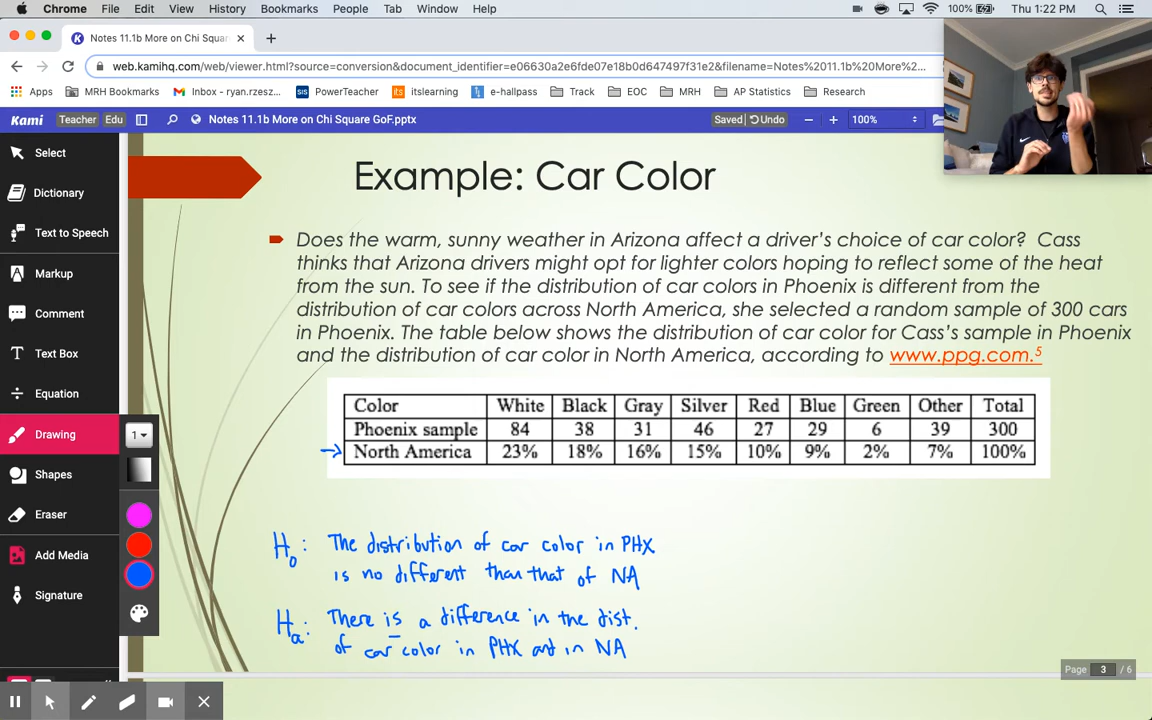 Chrome File Edit View History Bookmarks People Tab Window Help 100% Thu 1:22 PM
Notes 11.1b More on Chi Squar
web.kamihq.com/web/viewer.html?source=conversion&document_identifier=e06630a2e6fde07e18b0d647497f31e2&filename=Notes%2011.1b%20More%2...
Apps MRH Bookmarks Inbox - ryan.rzesz... SIS PowerTeacher its itslearning e-hallpass Track EOC MRH AP Statistics Research
Kami Teacher Edu Notes 11.1b More on Chi Square GoF.pptx Saved Undo 100%
Select
Dictionary
Text to Speech
Markup
Comment
Text Box
Equation
Drawing 1
Shapes
Eraser
Add Media
Signature
Example: Car Color
Does the warm, sunny weather in Arizona affect a driver's choice of car color? Cass
thinks that Arizona drivers might opt for lighter colors hoping to reflect some of the heat
from the sun. To see if the distribution of car colors in Phoenix is different from the
distribution of car colors across North America, she selected a random sample of 300 cars
in Phoenix. The table below shows the distribution of car color for Cass's sample in Phoenix
and the distribution of car color in North America, according to www.ppg.com.⁵
Color White Black Gray Silver Red Blue Green Other Total
Phoenix sample 84 38 31 46 27 29 6 39 300
North America 23% 18% 16% 15% 10% 9% 2% 7% 100%
H₀: The distribution of car color in PHX
is no different than that of NA
Hₐ: There is a difference in the dist.
of car color in PHX and in NA
Page 3 / 6